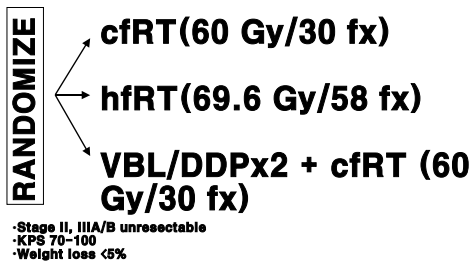 RANDOMIZE
cfRT(60 Gy/30 fx)
hfRT(69.6 Gy/58 fx)
VBL/DDPx2 + cfRT (60
Gy/30 fx)
·Stage II, IIIA/B unresectable
·KPS 70-100
·Weight loss <5%